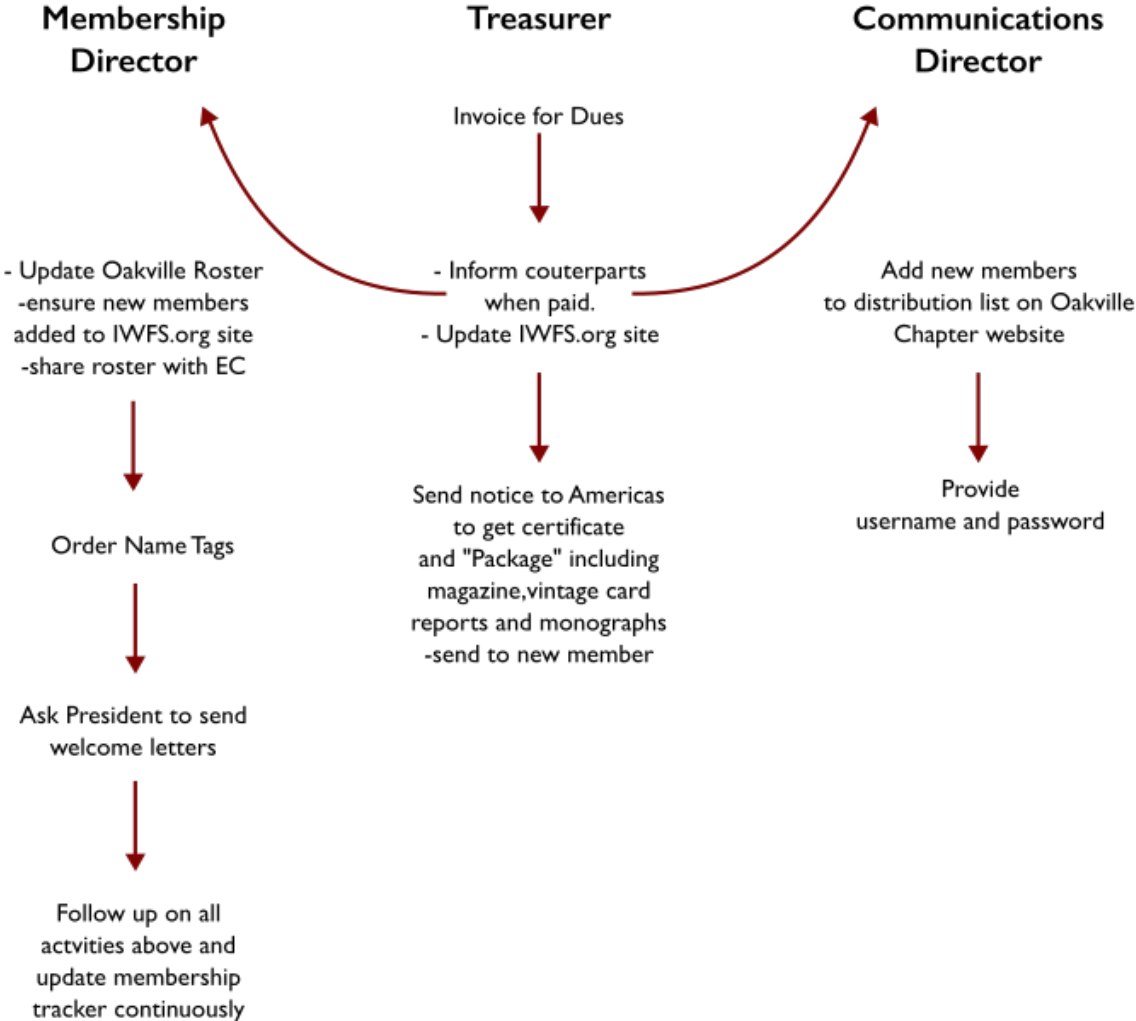 Membership
Director
Treasurer
Communications
Director
Invoice for Dues
- Update Oakville Roster
-ensure new members
added to IWFS.org site
-share roster with EC
- Inform couterparts
when paid.
- Update IWFS.org site
Add new members
to distribution list on Oakville
Chapter website
Order Name Tags
Send notice to Americas
to get certificate
and "Package" including
magazine,vintage card
reports and monographs
-send to new member
Provide
username and password
Ask President to send
welcome letters
Follow up on all
actvities above and
update membership
tracker continuously